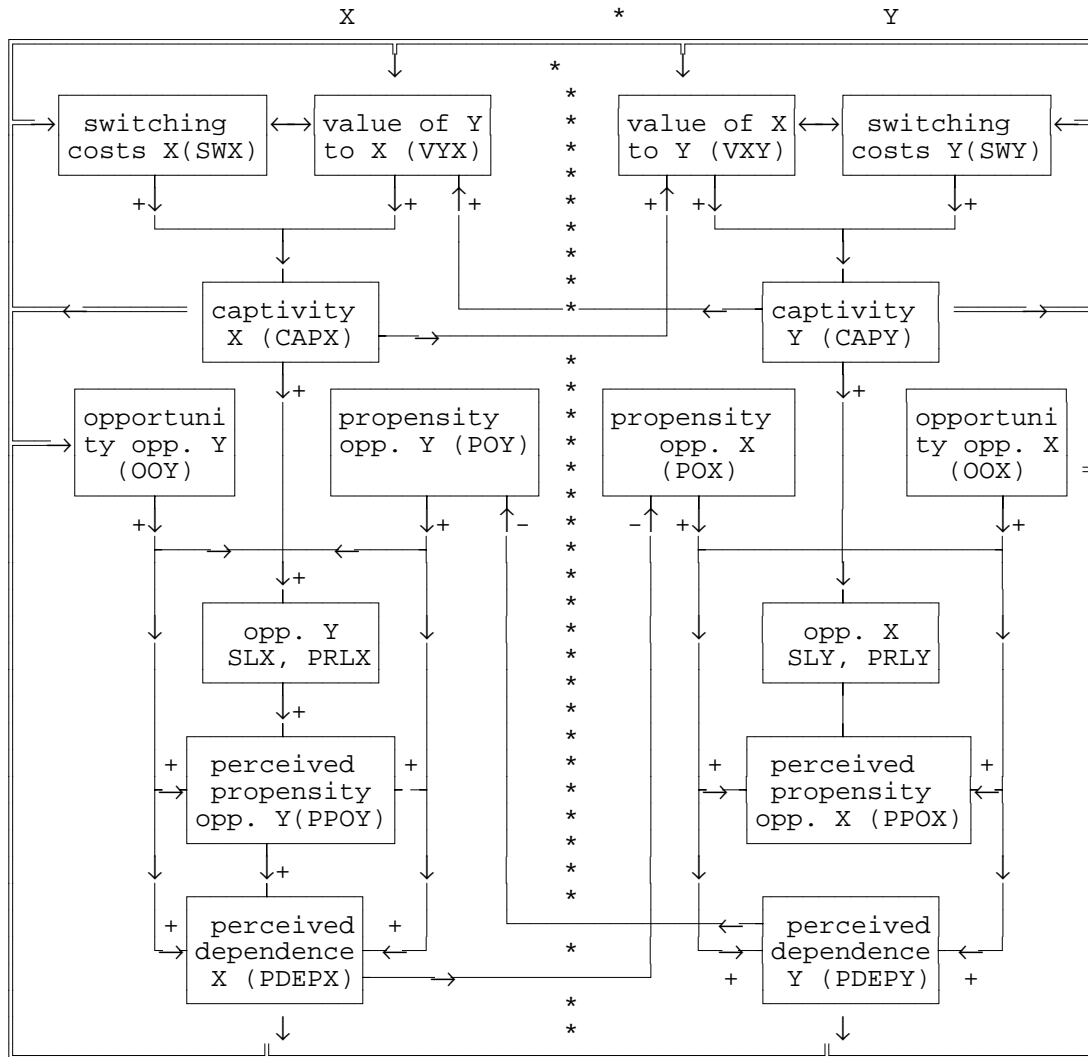 X * Y
switching
costs X(SWX)
value of Y
to X (VYX)
value of X
to Y (VXY)
switching
costs Y(SWY)
+ + + + + +
captivity
X (CAPX)
captivity
Y (CAPY)
+ +
opportuni
ty opp. Y
(OOY)
propensity
opp. Y (POY)
propensity
opp. X
(POX)
opportuni
ty opp. X
(OOX)
+ + - - + +
+
opp. Y
SLX, PRLX
opp. X
SLY, PRLY
+
+ + + +
perceived
propensity
opp. Y(PPOY)
perceived
propensity
opp. X (PPOX)
+
+ +
perceived
dependence
X (PDEPX)
perceived
dependence
Y (PDEPY)
+ +